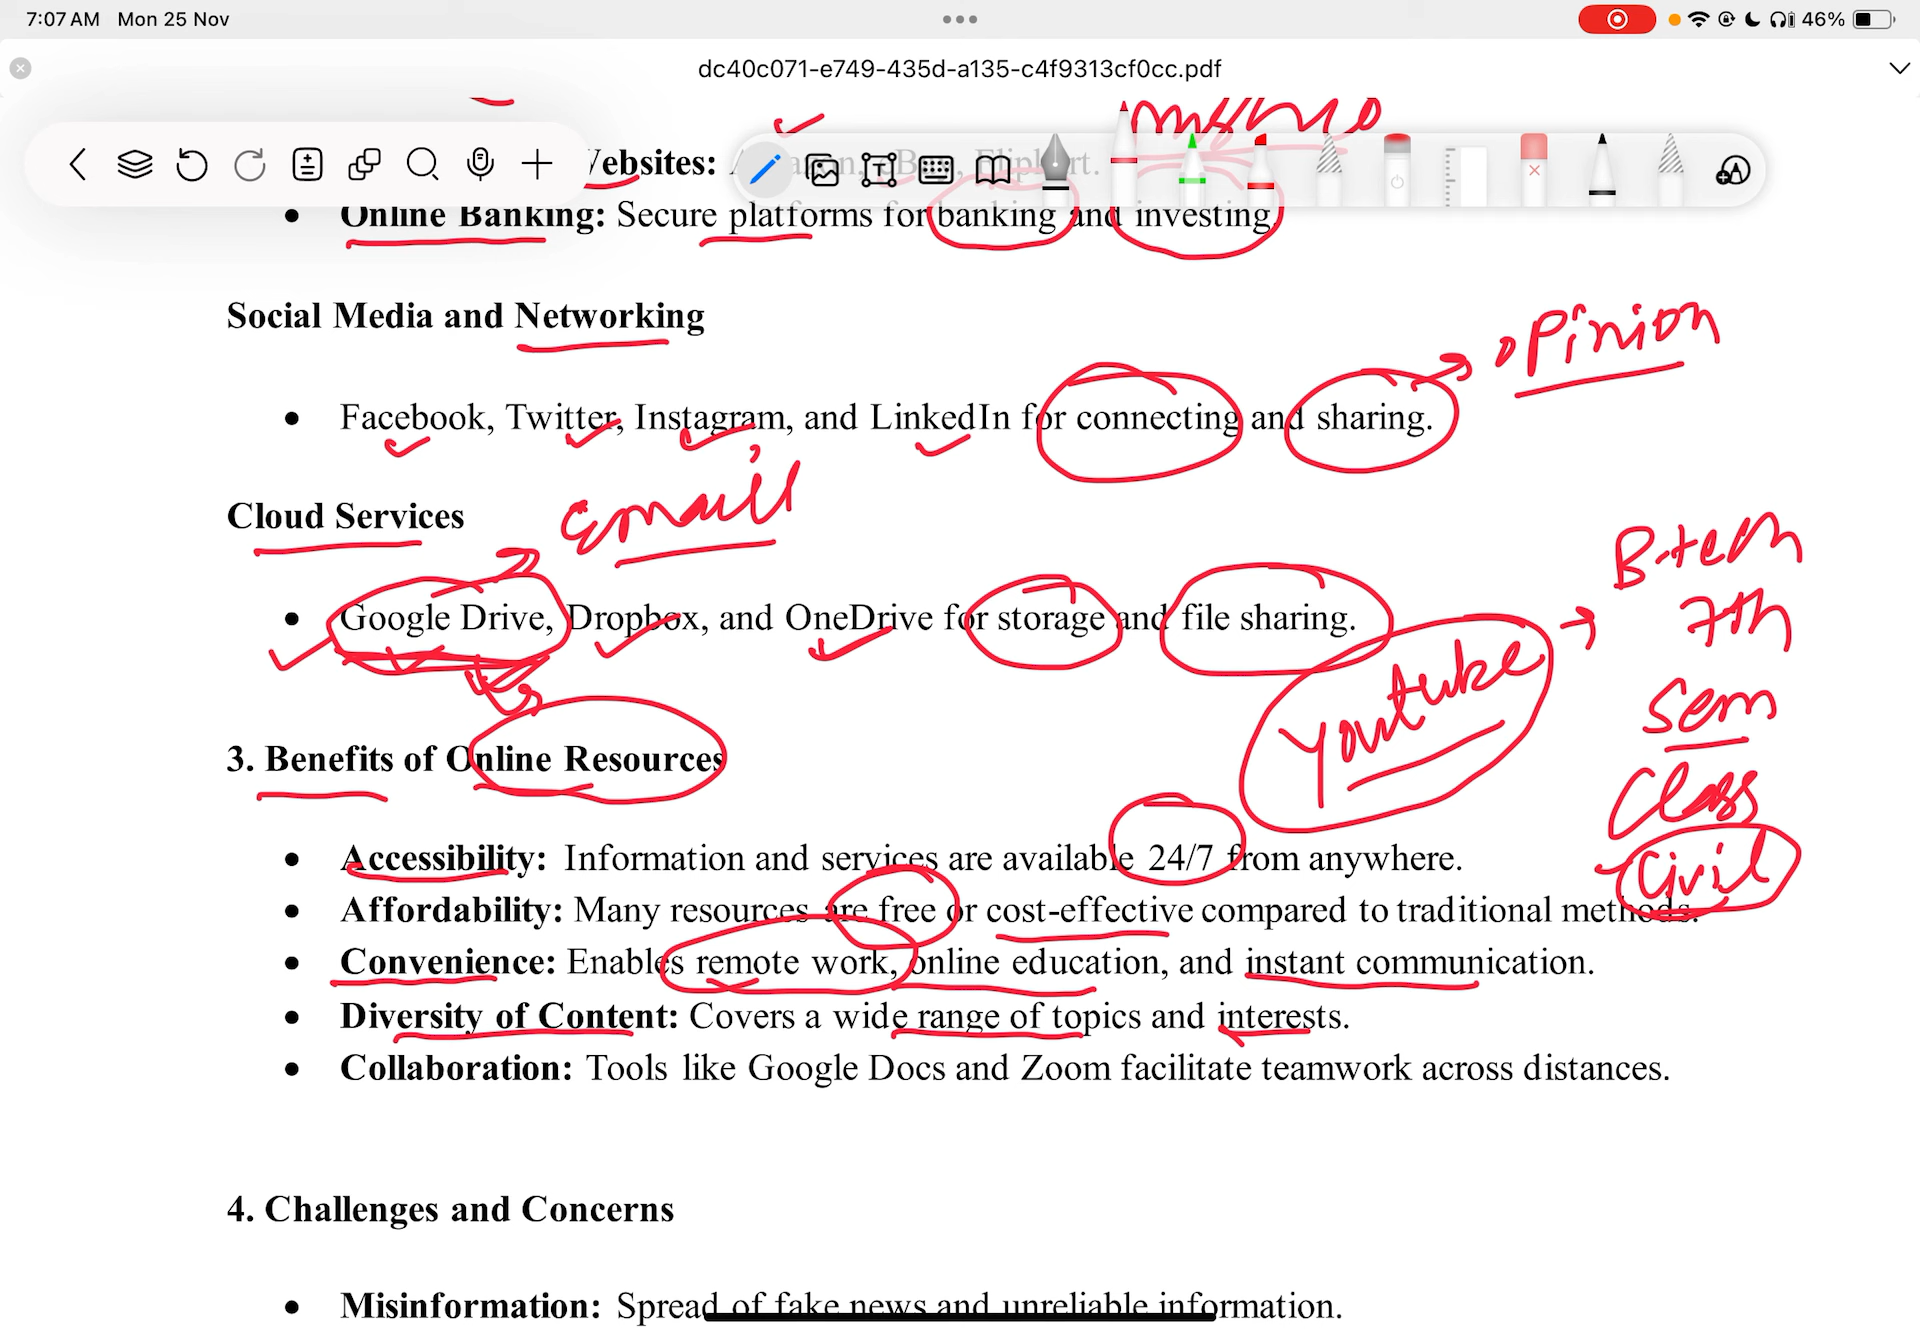 7:07 AM Mon 25 Nov
46%
dc40c071-e749-435d-a135-c4f9313cf0cc.pdf
Websites: Amazon, eBay, Flipkart.
• Online Banking: Secure platforms for banking and investing.
Social Media and Networking
opinion
• Facebook, Twitter, Instagram, and LinkedIn for connecting and sharing.
Cloud Services
Email
B.tech
7th
Sem
Class
Civil
• Google Drive, Dropbox, and OneDrive for storage and file sharing.
Youtube
3. Benefits of Online Resources
• Accessibility: Information and services are available 24/7 from anywhere.
• Affordability: Many resources are free or cost-effective compared to traditional methods.
• Convenience: Enables remote work, online education, and instant communication.
• Diversity of Content: Covers a wide range of topics and interests.
• Collaboration: Tools like Google Docs and Zoom facilitate teamwork across distances.
4. Challenges and Concerns
• Misinformation: Spread of fake news and unreliable information.